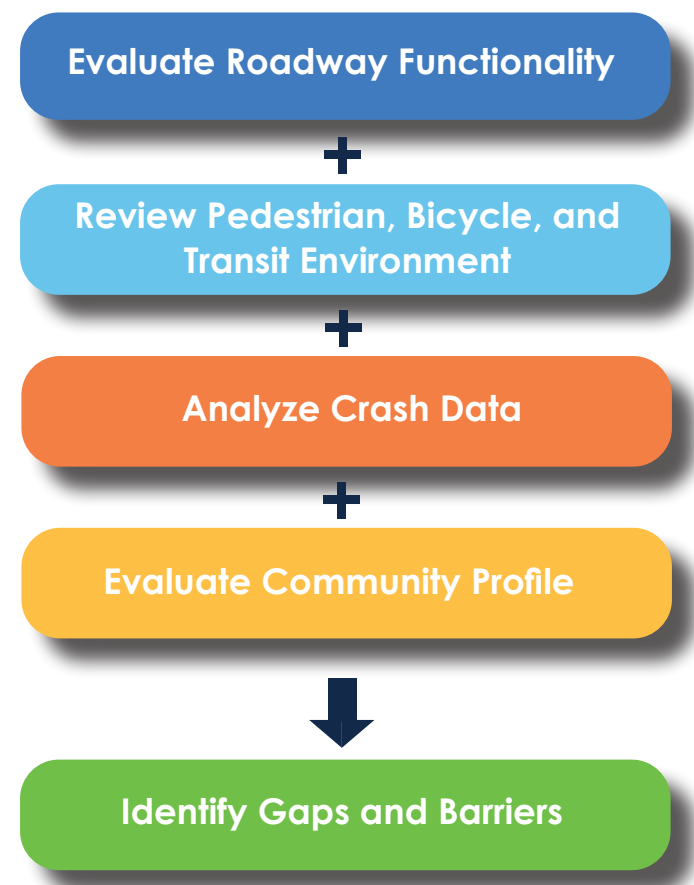 Evaluate Roadway Functionality
+
Review Pedestrian, Bicycle, and
Transit Environment
+
Analyze Crash Data
+
Evaluate Community Profile
Identify Gaps and Barriers